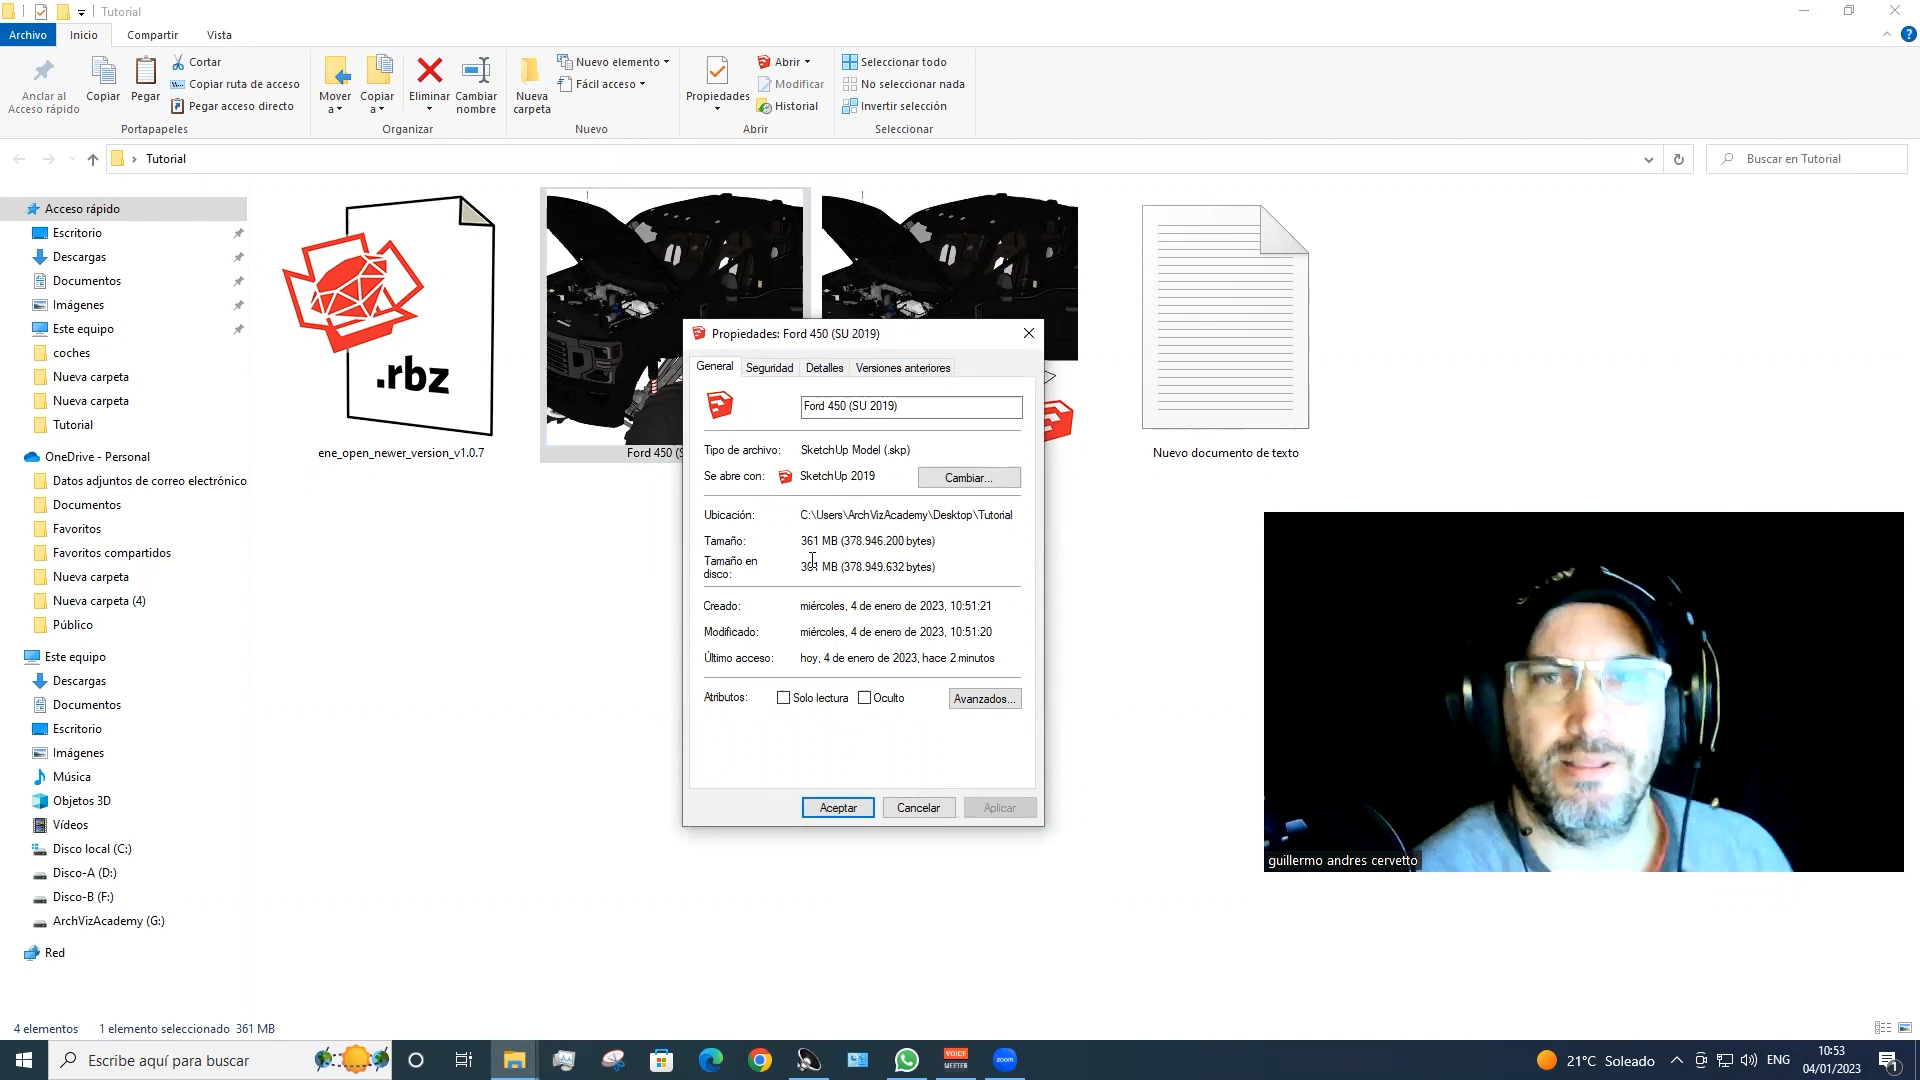 Tutorial
Archivo
Inicio
Compartir
Vista
Anclar al
Acceso rápido
Copiar
Pegar
Cortar
Copiar ruta de acceso
Pegar acceso directo
Portapapeles
Mover
a
Copiar
a
Eliminar
Cambiar
nombre
Organizar
Nueva
carpeta
Nuevo elemento
Fácil acceso
Nuevo
Propiedades
Abrir
Modificar
Historial
Abrir
Seleccionar todo
No seleccionar nada
Invertir selección
Seleccionar
Tutorial
Buscar en Tutorial
Acceso rápido
Escritorio
Descargas
Documentos
Imágenes
Este equipo
coches
Nueva carpeta
Nueva carpeta
Tutorial
OneDrive - Personal
Datos adjuntos de correo electrónico
Documentos
Favoritos
Favoritos compartidos
Nueva carpeta
Nueva carpeta (4)
Público
Este equipo
Descargas
Documentos
Escritorio
Imágenes
Música
Objetos 3D
Vídeos
Disco local (C:)
Disco-A (D:)
Disco-B (F:)
ArchVizAcademy (G:)
Red
.rbz
ene_open_newer_version_v1.0.7
Ford 450 (S
Nuevo documento de texto
Propiedades: Ford 450 (SU 2019)
General
Seguridad
Detalles
Versiones anteriores
Ford 450 (SU 2019)
Tipo de archivo: SketchUp Model (.skp)
Se abre con: SketchUp 2019 Cambiar...
Ubicación: C:\Users\ArchVizAcademy\Desktop\Tutorial
Tamaño: 361 MB (378.946.200 bytes)
Tamaño en
disco: 361 MB (378.949.632 bytes)
Creado: miércoles, 4 de enero de 2023, 10:51:21
Modificado: miércoles, 4 de enero de 2023, 10:51:20
Último acceso: hoy, 4 de enero de 2023, hace 2 minutos
Atributos: Solo lectura Oculto Avanzados...
Aceptar
Cancelar
Aplicar
guillermo andres cervetto
4 elementos 1 elemento seleccionado 361 MB
Escribe aquí para buscar
VOICE
MEETER
zoom
21°C Soleado
ENG
10:53
04/01/2023
1